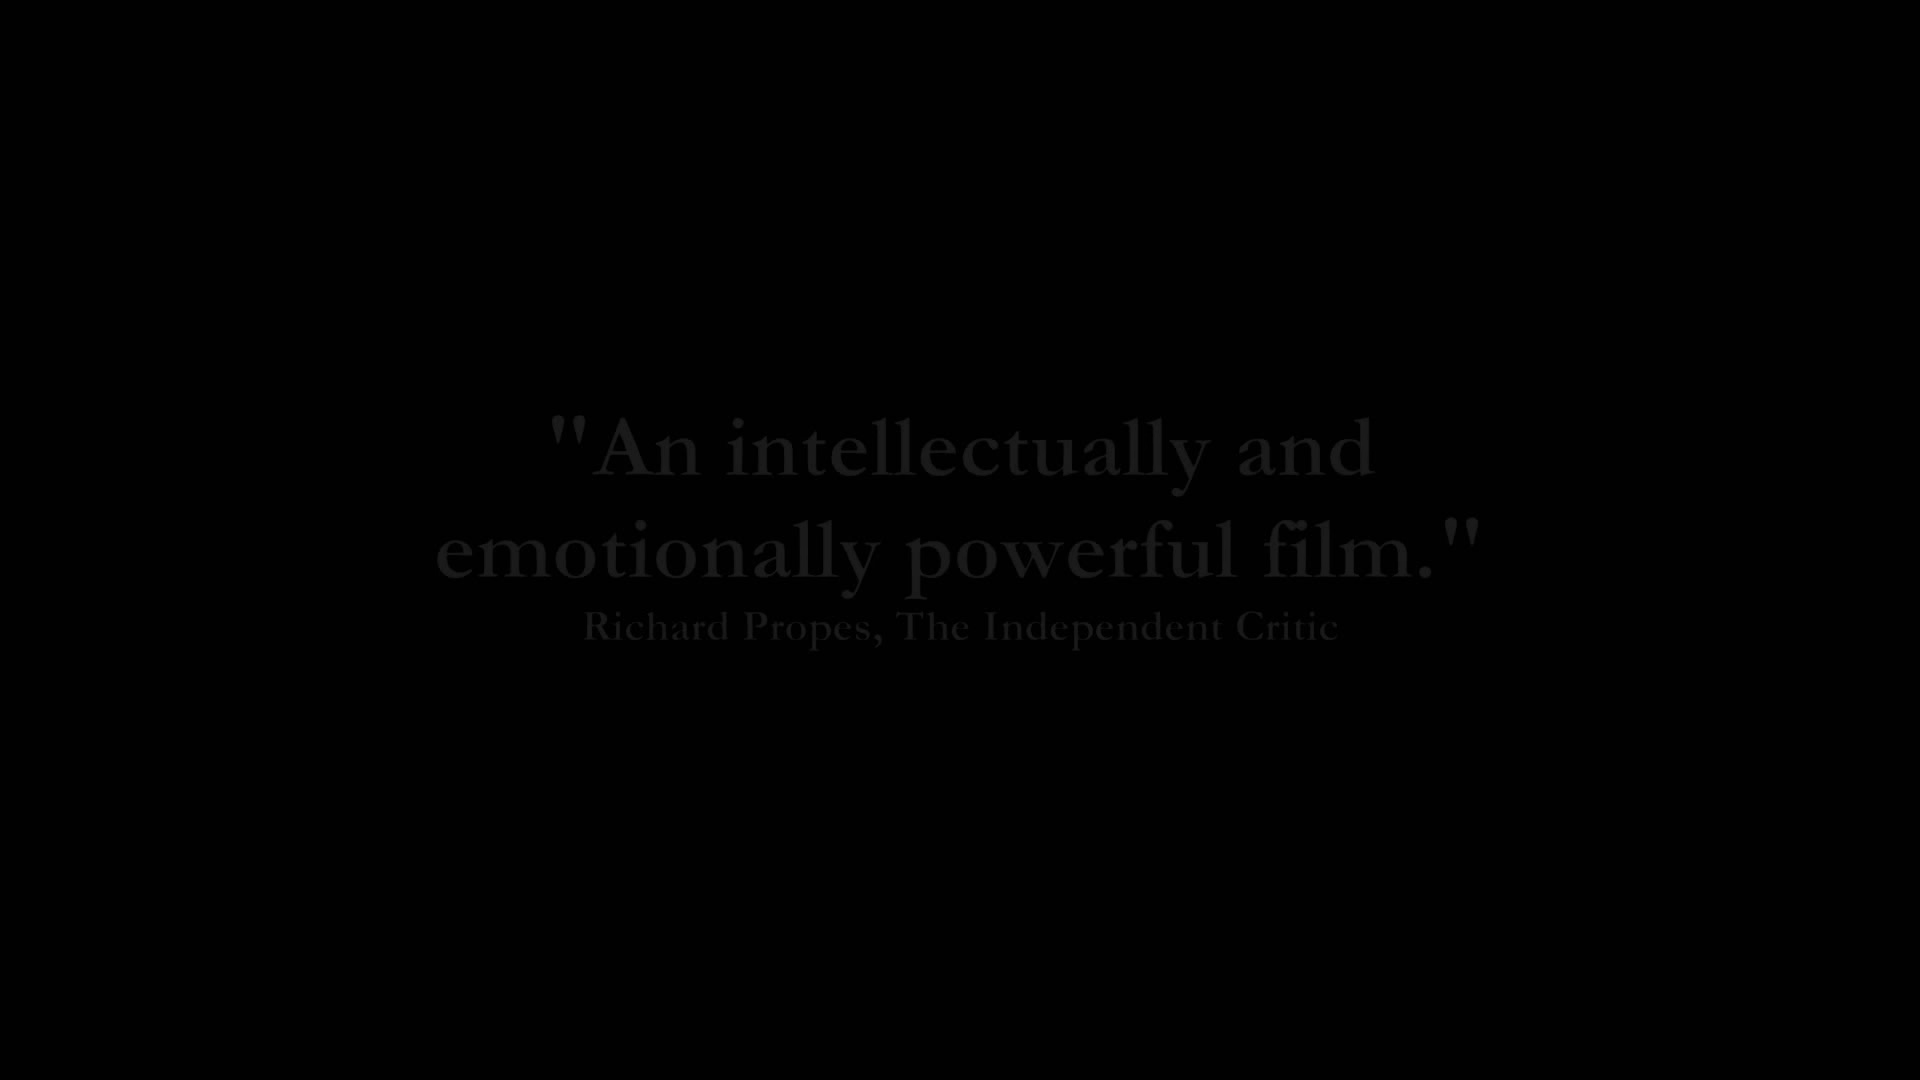 "An intellectually and
emotionally powerful film."
Richard Propes, The Independent Critic